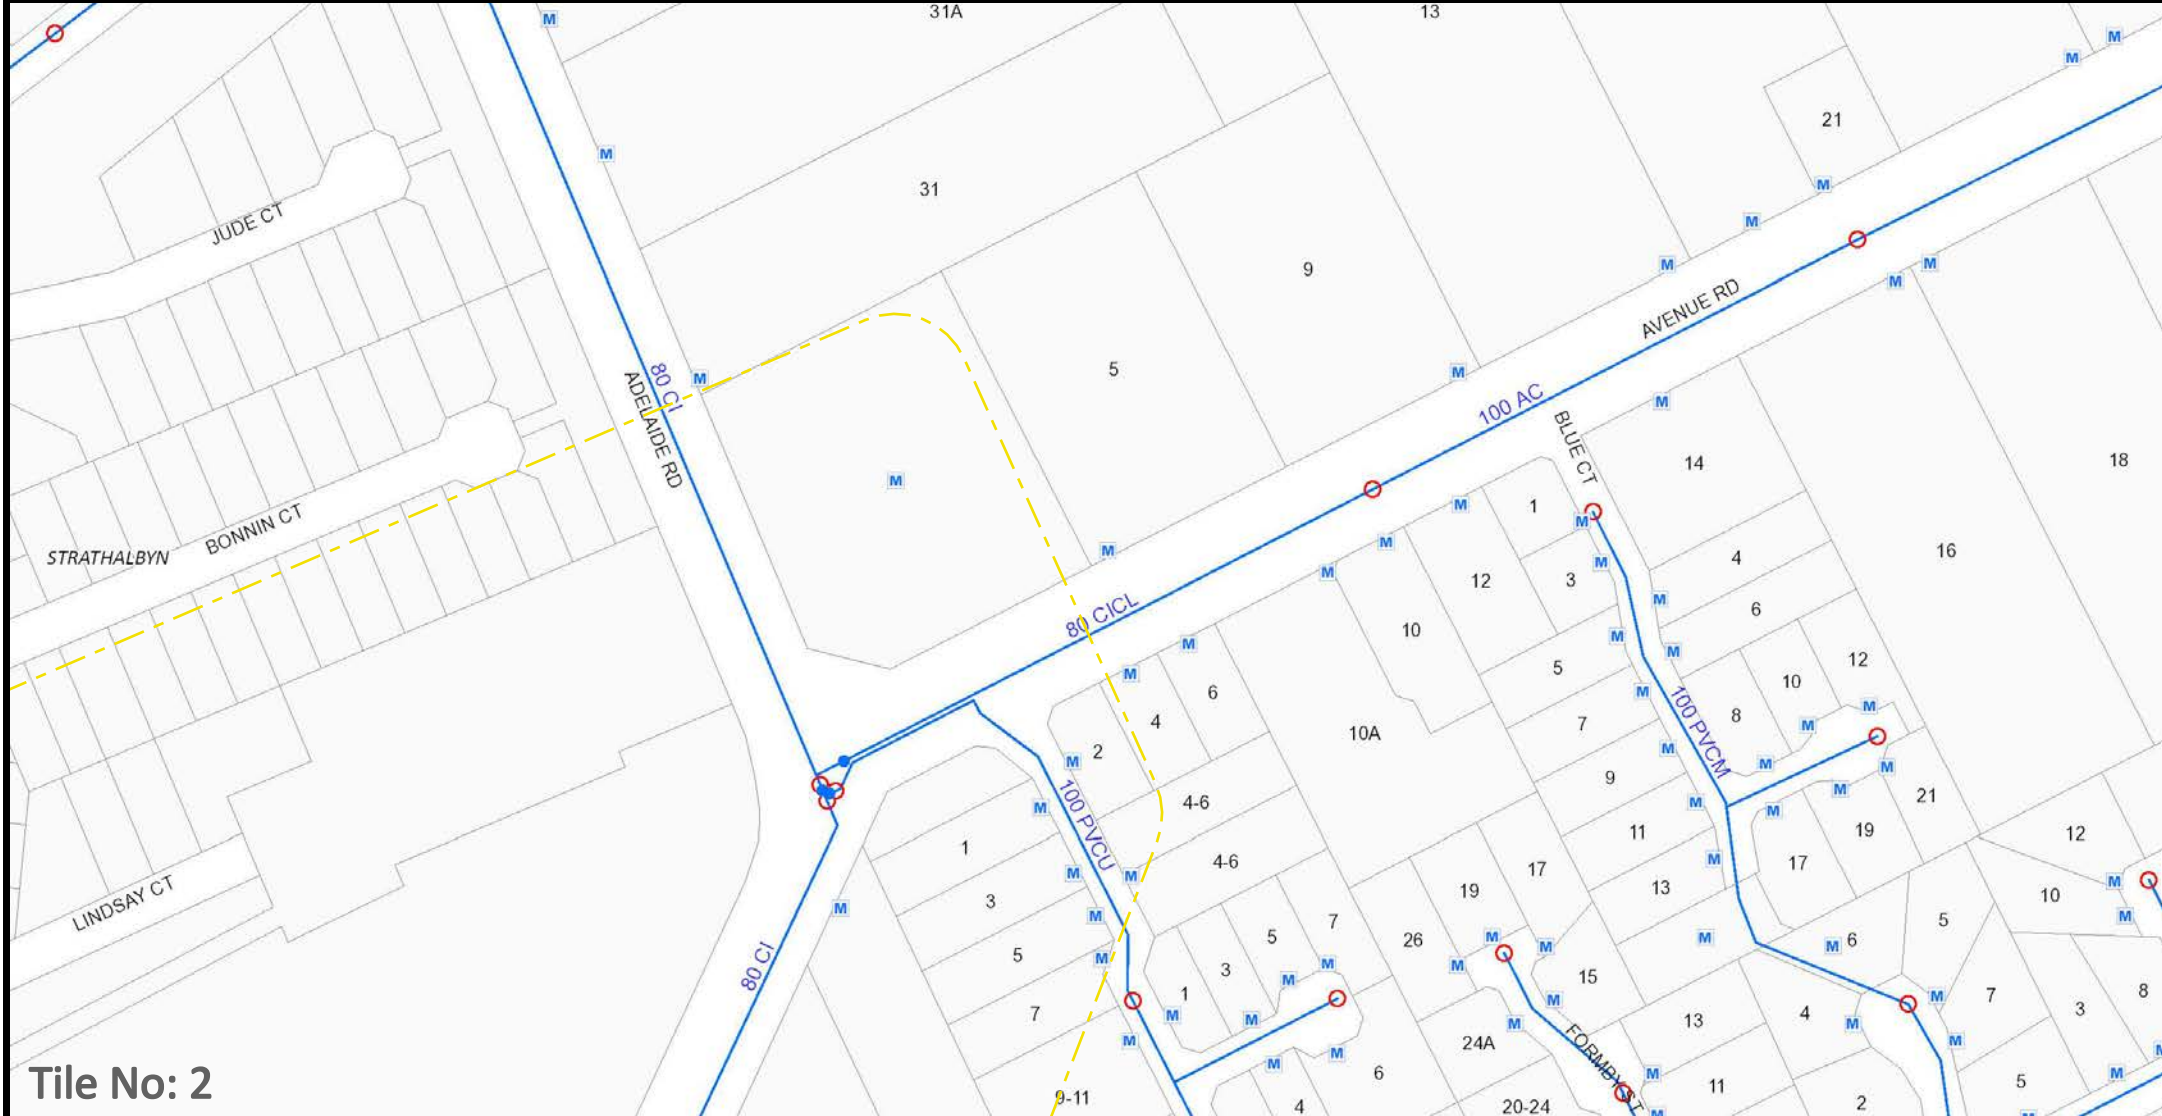 31A
13
M
M
M
M
21
M
31
M
JUDE CT
M
M
M
9
M
AVENUE RD
5
M
80 CI
ADELAIDE RD
M
100 AC
M
BLUE CT
14
18
M
BONNIN CT
STRATHALBYN
M
1
M
M
M
M
16
4
M
12
3
M
6
80 CICL
10
M
M
M
M
5
12
6
M
10
4
7
100 PVCM
8
M
M
2
10A
M
M
M
M
9
100 PVCU
M
4-6
M
M
M
21
11
19
12
1
4-6
M
17
17
M
M
M
13
19
LINDSAY CT
3
M
M
7
5
10
M
5
26
M
M
M
6
5
M
M
M
3
M
80 CI
15
1
M
M
7
8
3
7
M
M
13
4
M
M
M
24A
M
M
M
FORMBY ST
6
M
M
5
M
11
Tile No: 2
9-11
4
20-24
M
2
M